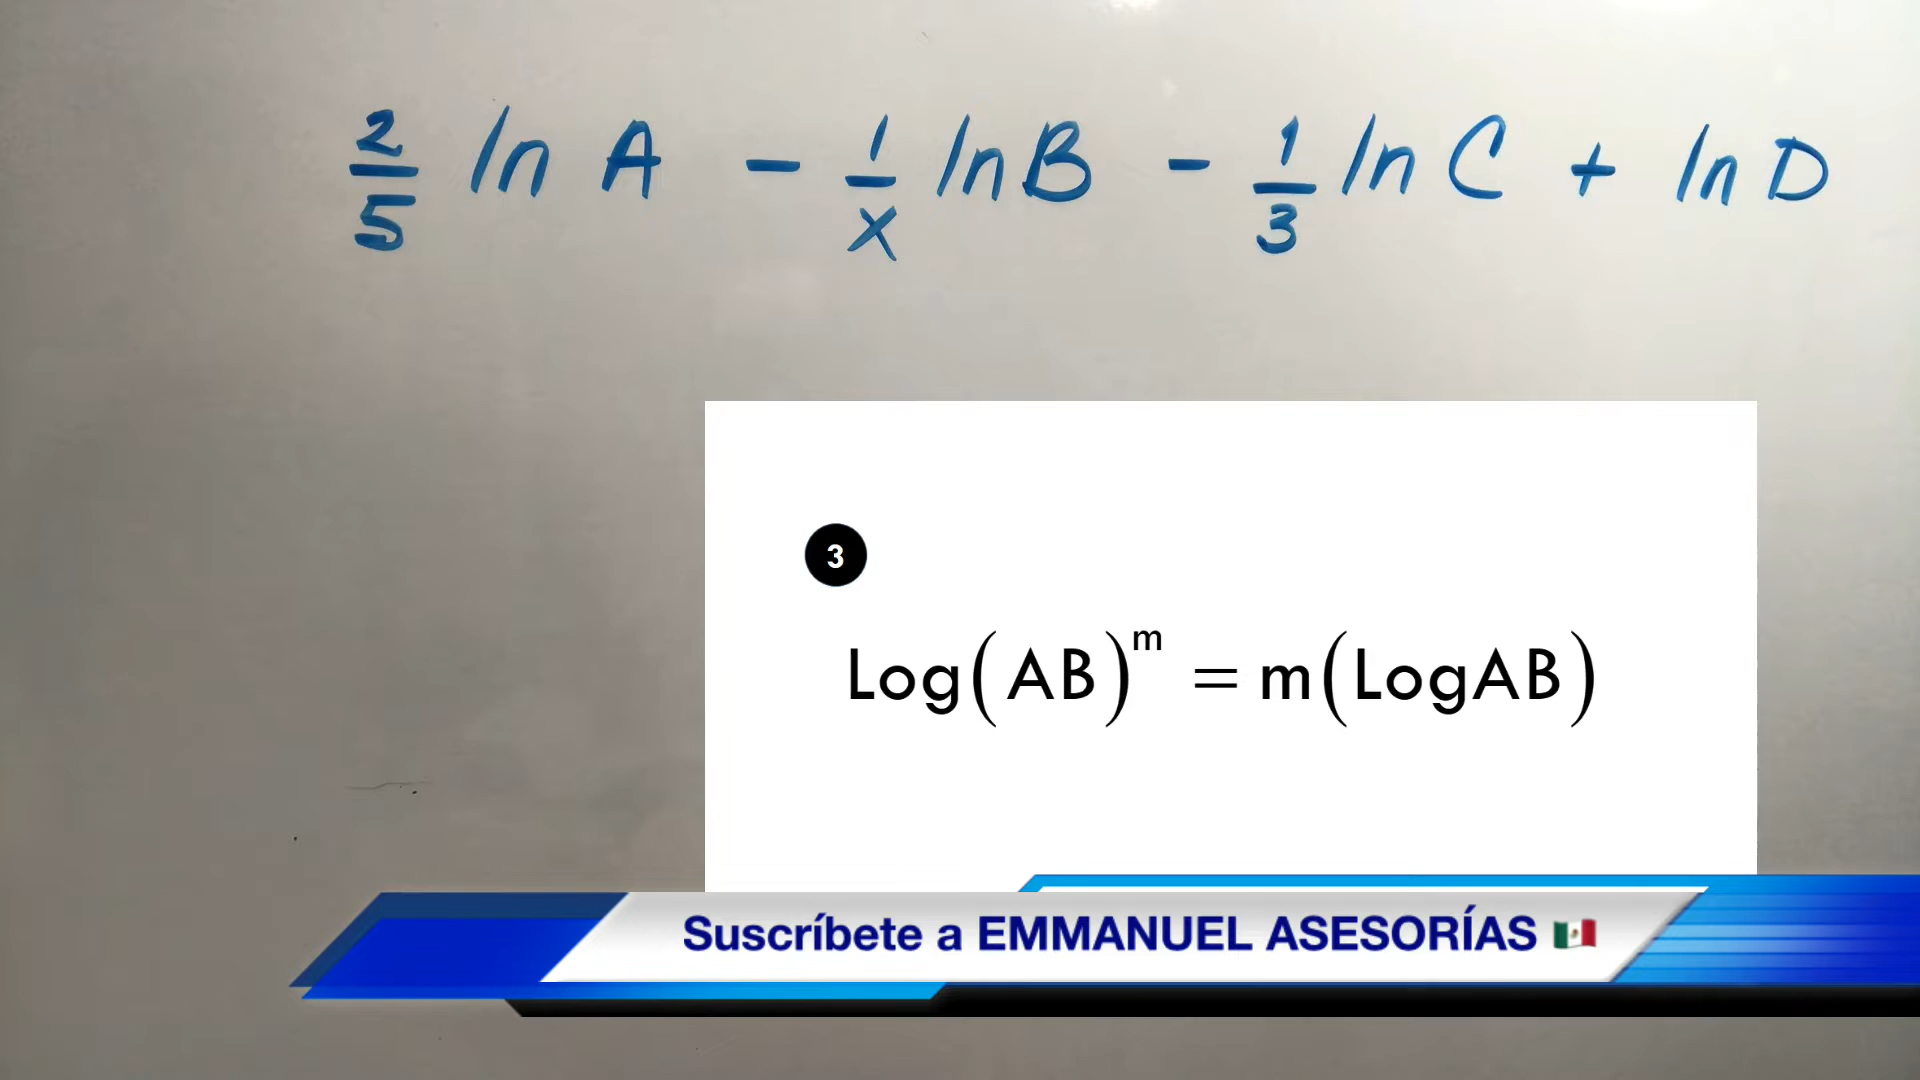 2/5 ln A - 1/x ln B - 1/3 ln C + ln D
3
Log(AB)^m = m(LogAB)
Suscríbete a EMMANUEL ASESORÍAS 🇲🇽